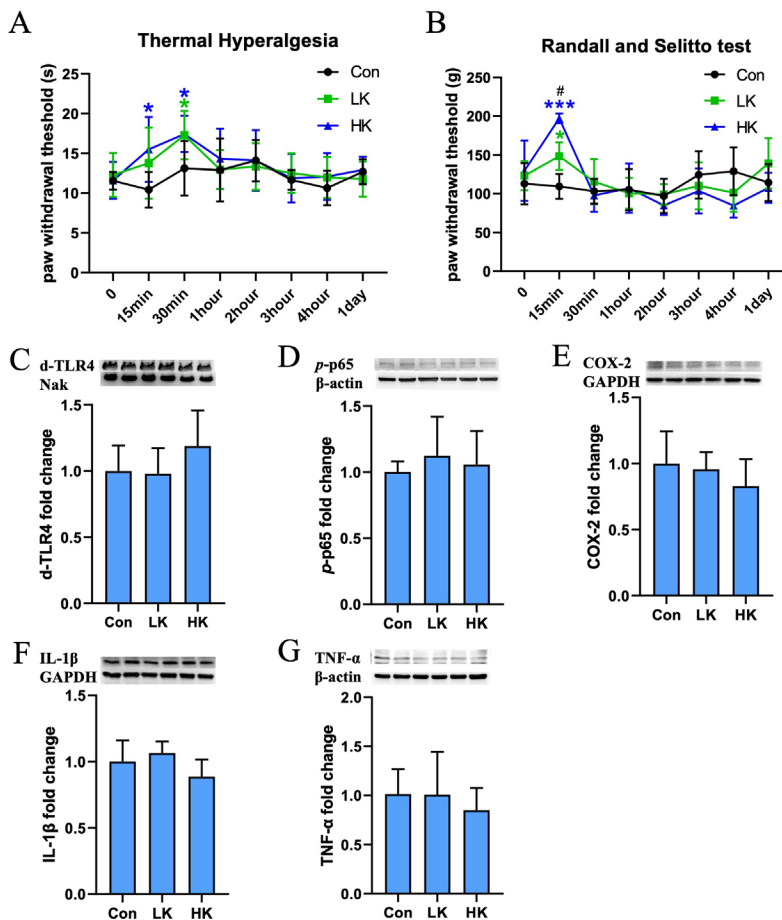 A
Thermal Hyperalgesia
paw withdrawal theshold (s)
25
20
15
10
5
0
*
*
*
Con
LK
HK
0
15min
30min
1hour
2hour
3hour
4hour
1day
B
Randall and Selitto test
paw withdrawal theshold (g)
250
200
150
100
50
0
#
***
*
Con
LK
HK
0
15min
30min
1hour
2hour
3hour
4hour
1day
C
d-TLR4
Nak
d-TLR4 fold change
1.5
1.0
0.5
0.0
Con LK HK
D
p-p65
β-actin
p-p65 fold change
1.5
1.0
0.5
0.0
Con LK HK
E
COX-2
GAPDH
COX-2 fold change
1.5
1.0
0.5
0.0
Con LK HK
F
IL-1β
GAPDH
IL-1β fold change
1.5
1.0
0.5
0.0
Con LK HK
G
TNF-α
β-actin
TNF-α fold change
2.0
1.5
1.0
0.5
0.0
Con LK HK